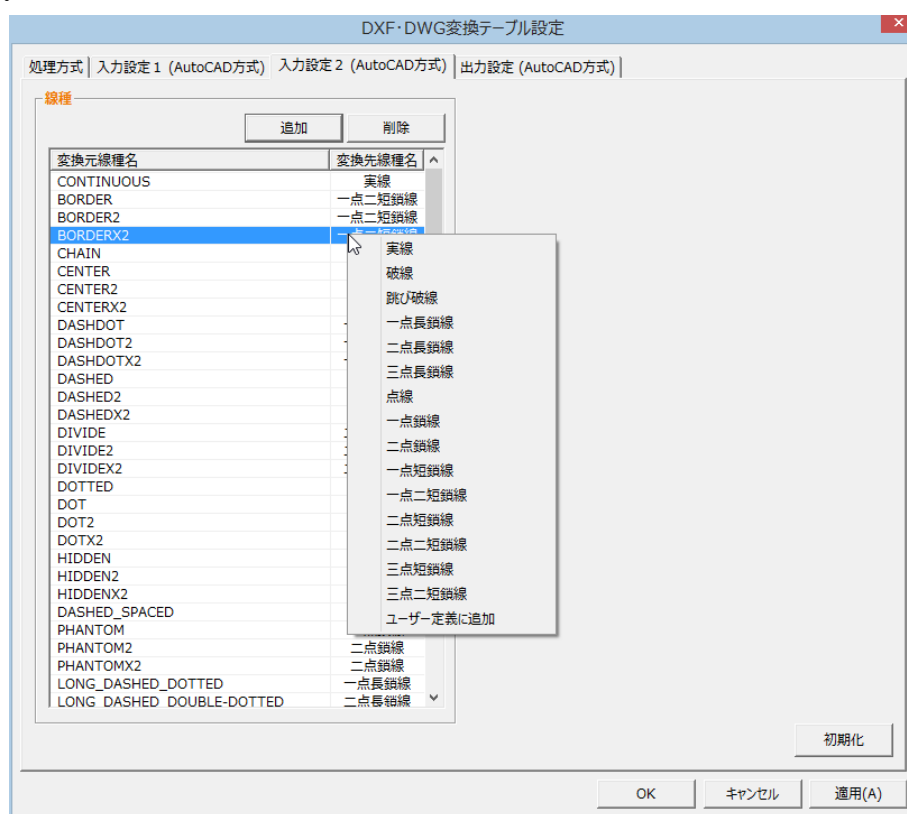 DXF･DWG変換テーブル設定
処理方式 入力設定1 (AutoCAD方式) 入力設定2 (AutoCAD方式) 出力設定 (AutoCAD方式)
線種
追加 削除
変換元線種名 変換先線種名
CONTINUOUS 実線
BORDER 一点二短鎖線
BORDER2 一点二短鎖線
BORDERX2 一点二短鎖線
CHAIN
CENTER
CENTER2
CENTERX2
DASHDOT
DASHDOT2
DASHDOTX2
DASHED
DASHED2
DASHEDX2
DIVIDE
DIVIDE2
DIVIDEX2
DOTTED
DOT
DOT2
DOTX2
HIDDEN
HIDDEN2
HIDDENX2
DASHED_SPACED
PHANTOM
PHANTOM2 二点鎖線
PHANTOMX2 二点鎖線
LONG_DASHED_DOTTED 一点長鎖線
LONG_DASHED_DOUBLE-DOTTED 二点長鎖線
実線
破線
跳び破線
一点長鎖線
二点長鎖線
三点長鎖線
点線
一点鎖線
二点鎖線
一点短鎖線
一点二短鎖線
二点短鎖線
二点二短鎖線
三点短鎖線
三点二短鎖線
ユーザー定義に追加
初期化
OK キャンセル 適用(A)